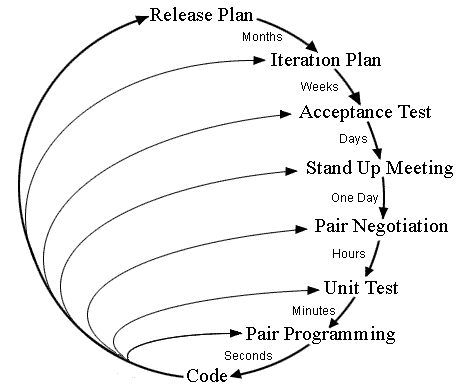 Release Plan
Months
Iteration Plan
Weeks
Acceptance Test
Days
Stand Up Meeting
One Day
Pair Negotiation
Hours
Unit Test
Minutes
Pair Programming
Seconds
Code